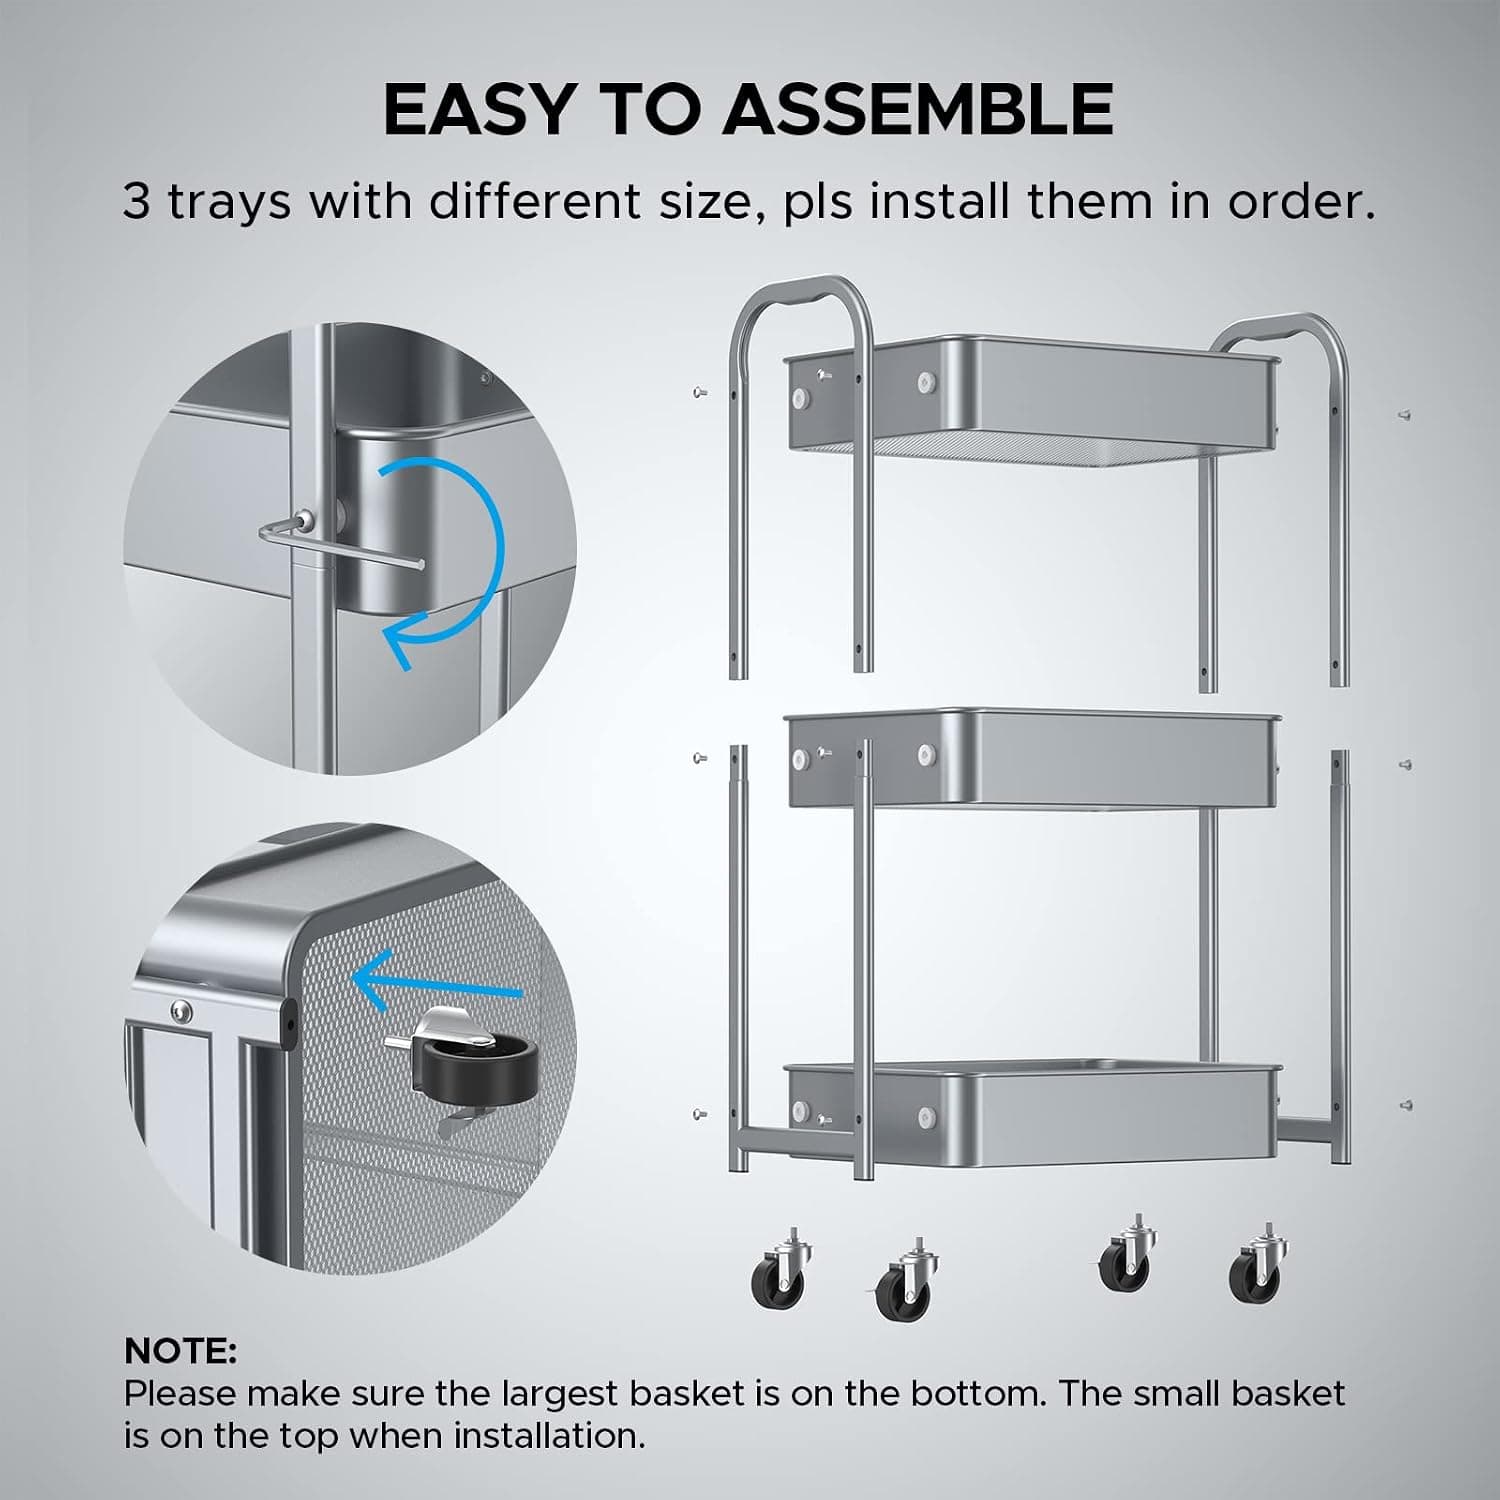 EASY TO ASSEMBLE
3 trays with different size, pls install them in order.
NOTE:
Please make sure the largest basket is on the bottom. The small basket
is on the top when installation.